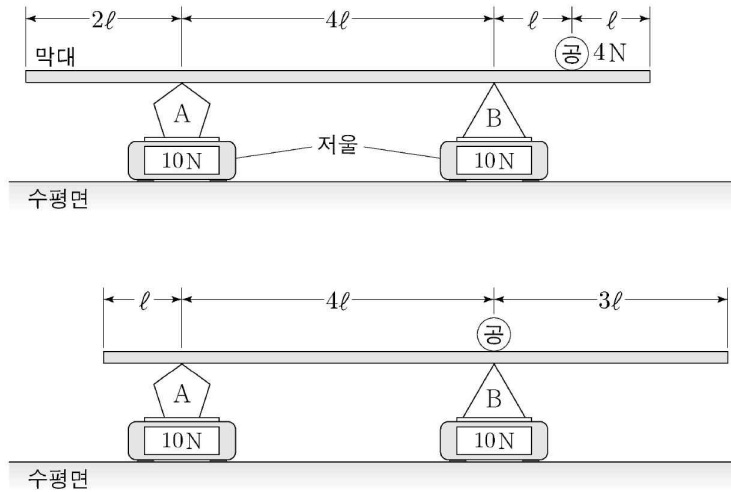 2ℓ 4ℓ ℓ ℓ
막대 공 4N
A B
저울
10N 10N
수평면
ℓ 4ℓ 3ℓ
공
A B
10N 10N
수평면